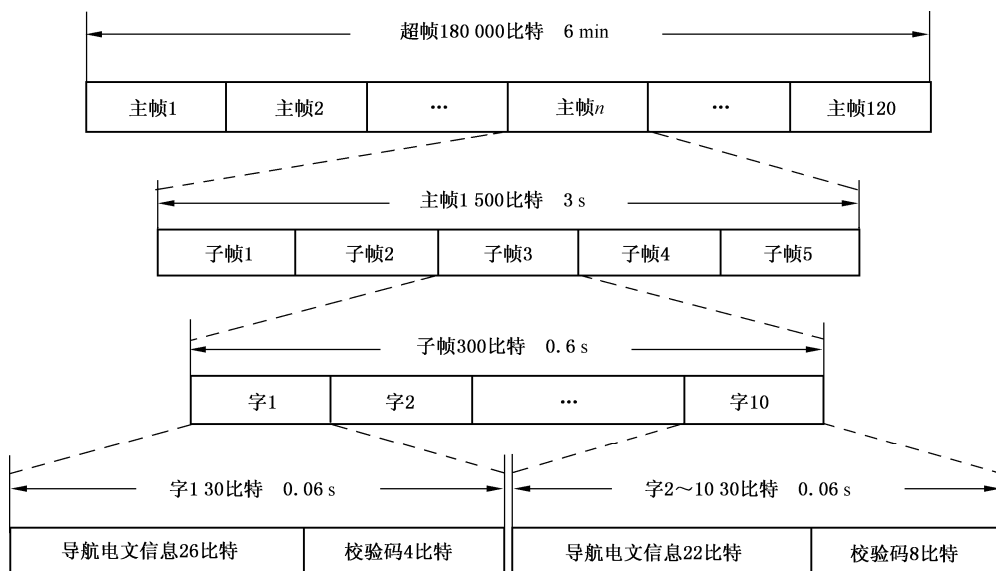 超帧180 000比特 6 min
主帧1 主帧2 … 主帧n … 主帧120
主帧1 500比特 3 s
子帧1 子帧2 子帧3 子帧4 子帧5
子帧300比特 0.6 s
字1 字2 … 字10
字1 30比特 0.06 s 字2～10 30比特 0.06 s
导航电文信息26比特 校验码4比特 导航电文信息22比特 校验码8比特